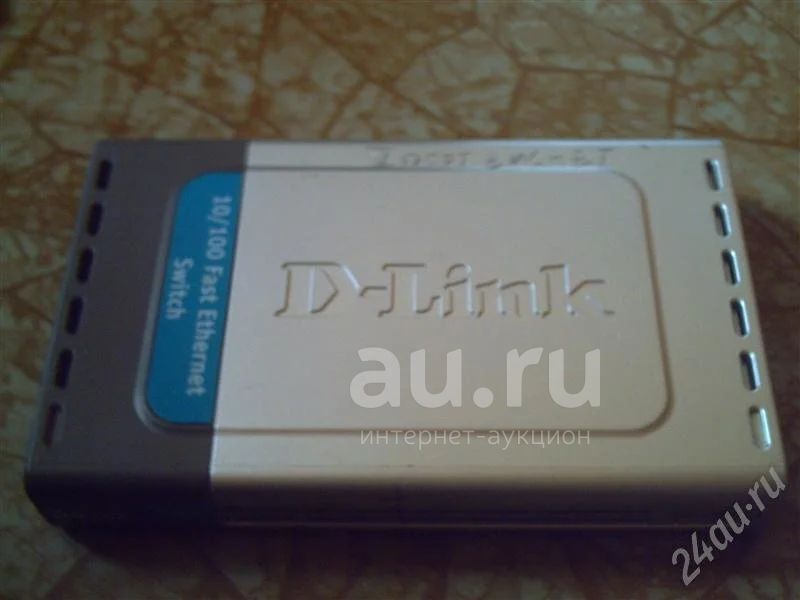 D-Link
10/100 Fast Ethernet
Switch
au.ru
интернет-аукцион
24au.ru